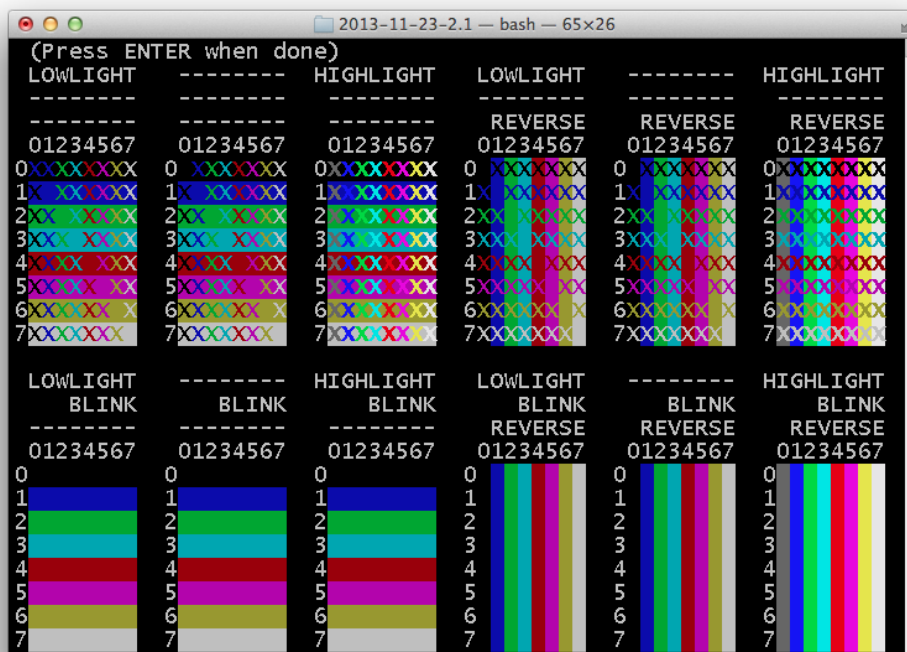 2013-11-23-2.1 — bash — 65×26
(Press ENTER when done)
LOWLIGHT -------- HIGHLIGHT LOWLIGHT -------- HIGHLIGHT
-------- -------- -------- -------- -------- --------
-------- -------- -------- REVERSE REVERSE REVERSE
01234567 01234567 01234567 01234567 01234567 01234567
0XXXXXXX 0 XXXXXXX 0XXXXXXXX 0 XXXXXXX 0 XXXXXXX 0XXXXXXXX
1X XXXXXX 1X XXXXXX 1XXXXXXXX 1X XXXXXX 1X XXXXXX 1XXXXXXXX
2XX XXXXX 2XX XXXXX 2XXXXXXXX 2XX XXXXX 2XX XXXXX 2XXXXXXXX
3XXX XXXX 3XXX XXXX 3XXXXXXXX 3XXX XXXX 3XXX XXXX 3XXXXXXXX
4XXXX XXX 4XXXX XXX 4XXXXXXXX 4XXXX XXX 4XXXX XXX 4XXXXXXXX
5XXXXX XX 5XXXXX XX 5XXXXXXXX 5XXXXX XX 5XXXXX XX 5XXXXXXXX
6XXXXXX X 6XXXXXX X 6XXXXXXXX 6XXXXXX X 6XXXXXX X 6XXXXXXXX
7XXXXXXX 7XXXXXXX 7XXXXXXXX 7XXXXXXX 7XXXXXXX 7XXXXXXXX
LOWLIGHT -------- HIGHLIGHT LOWLIGHT -------- HIGHLIGHT
BLINK BLINK BLINK BLINK BLINK BLINK
-------- -------- -------- REVERSE REVERSE REVERSE
01234567 01234567 01234567 01234567 01234567 01234567
0 0 0 0 0 0
1 1 1 1 1 1
2 2 2 2 2 2
3 3 3 3 3 3
4 4 4 4 4 4
5 5 5 5 5 5
6 6 6 6 6 6
7 7 7 7 7 7